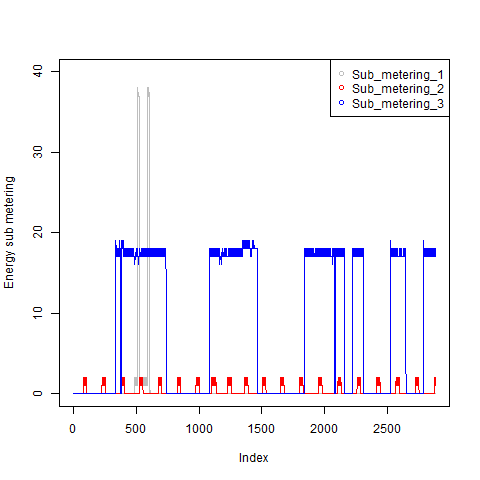 Sub_metering_1
Sub_metering_2
Sub_metering_3
Energy sub metering
40
30
20
10
0
0
500
1000
1500
2000
2500
Index